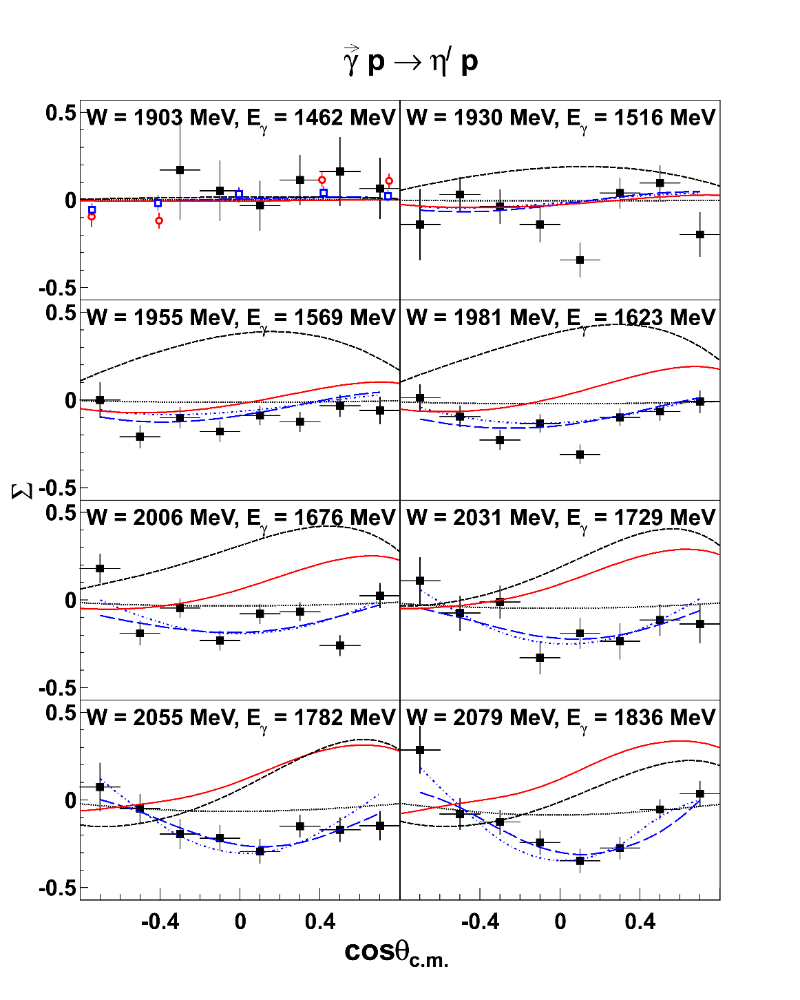 γ⃗ p → η′ p
0.5
W = 1903 MeV, Eγ = 1462 MeV
W = 1930 MeV, Eγ = 1516 MeV
0
-0.5
0.5
W = 1955 MeV, Eγ = 1569 MeV
W = 1981 MeV, Eγ = 1623 MeV
0
Σ
-0.5
0.5
W = 2006 MeV, Eγ = 1676 MeV
W = 2031 MeV, Eγ = 1729 MeV
0
-0.5
0.5
W = 2055 MeV, Eγ = 1782 MeV
W = 2079 MeV, Eγ = 1836 MeV
0
-0.5
-0.4 0 0.4 -0.4 0 0.4
cosθc.m.